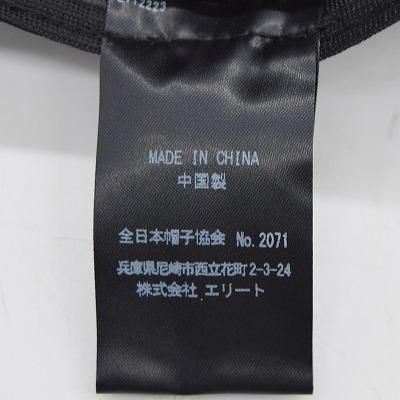 MADE IN CHINA
中国製
全日本帽子協会 No.2071
兵庫県尼崎市西立花町2-3-24
株式会社 エリート